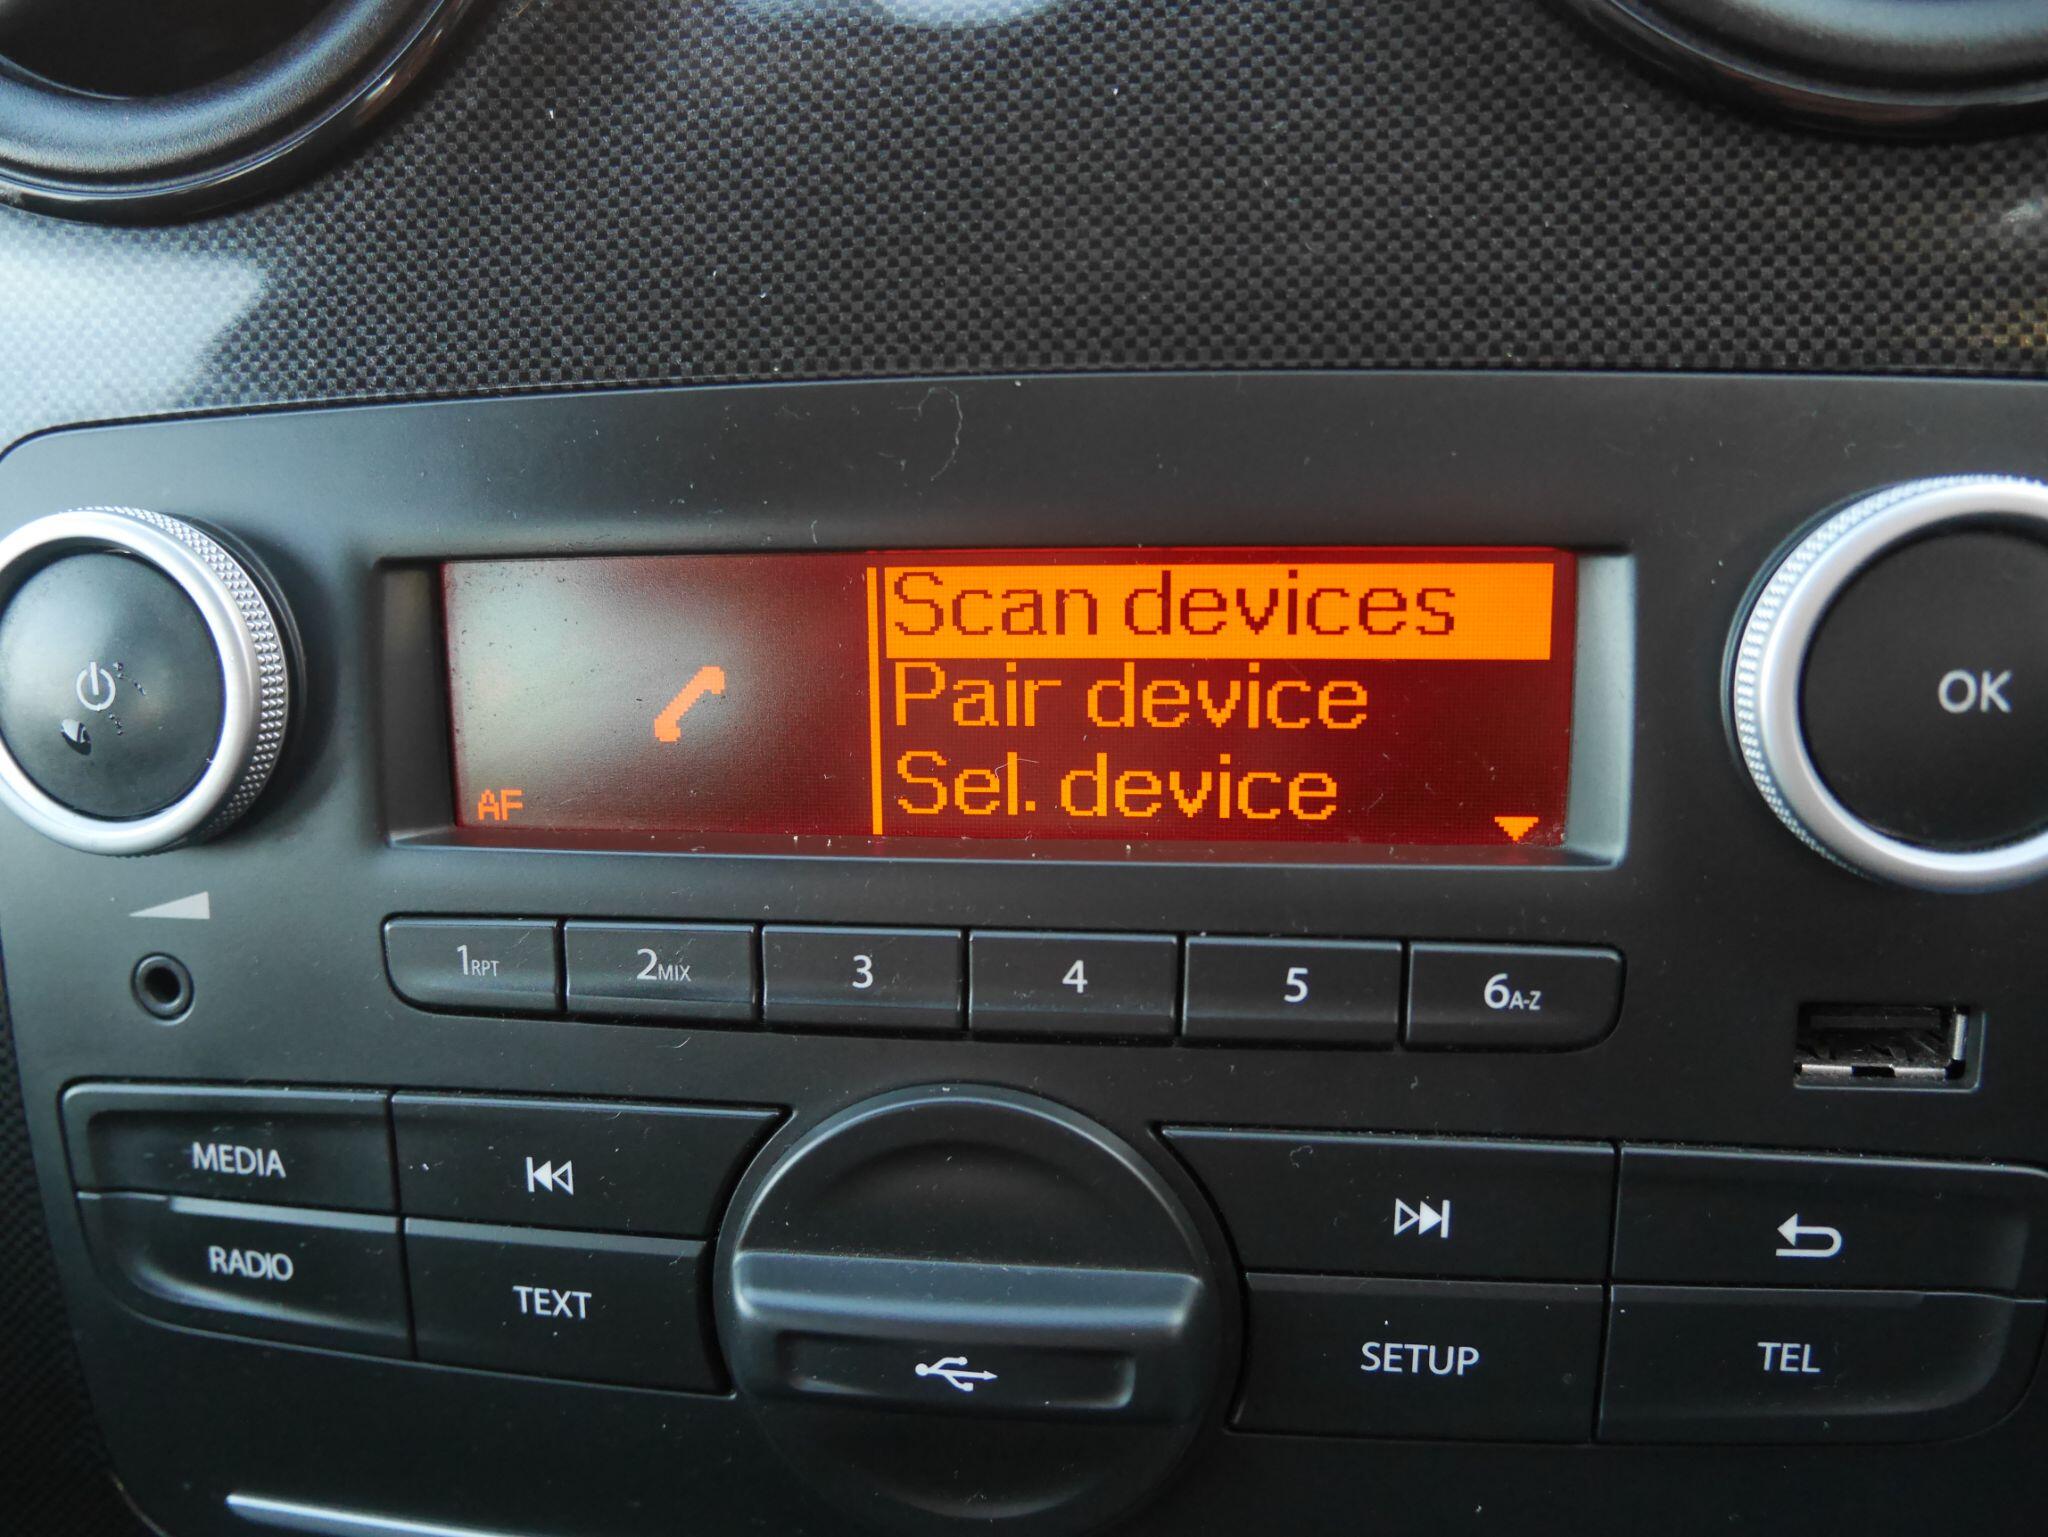 Scan devices
Pair device
Sel. device
AF
OK
1RPT 2MIX 3 4 5 6A-Z
MEDIA
RADIO
TEXT
SETUP
TEL